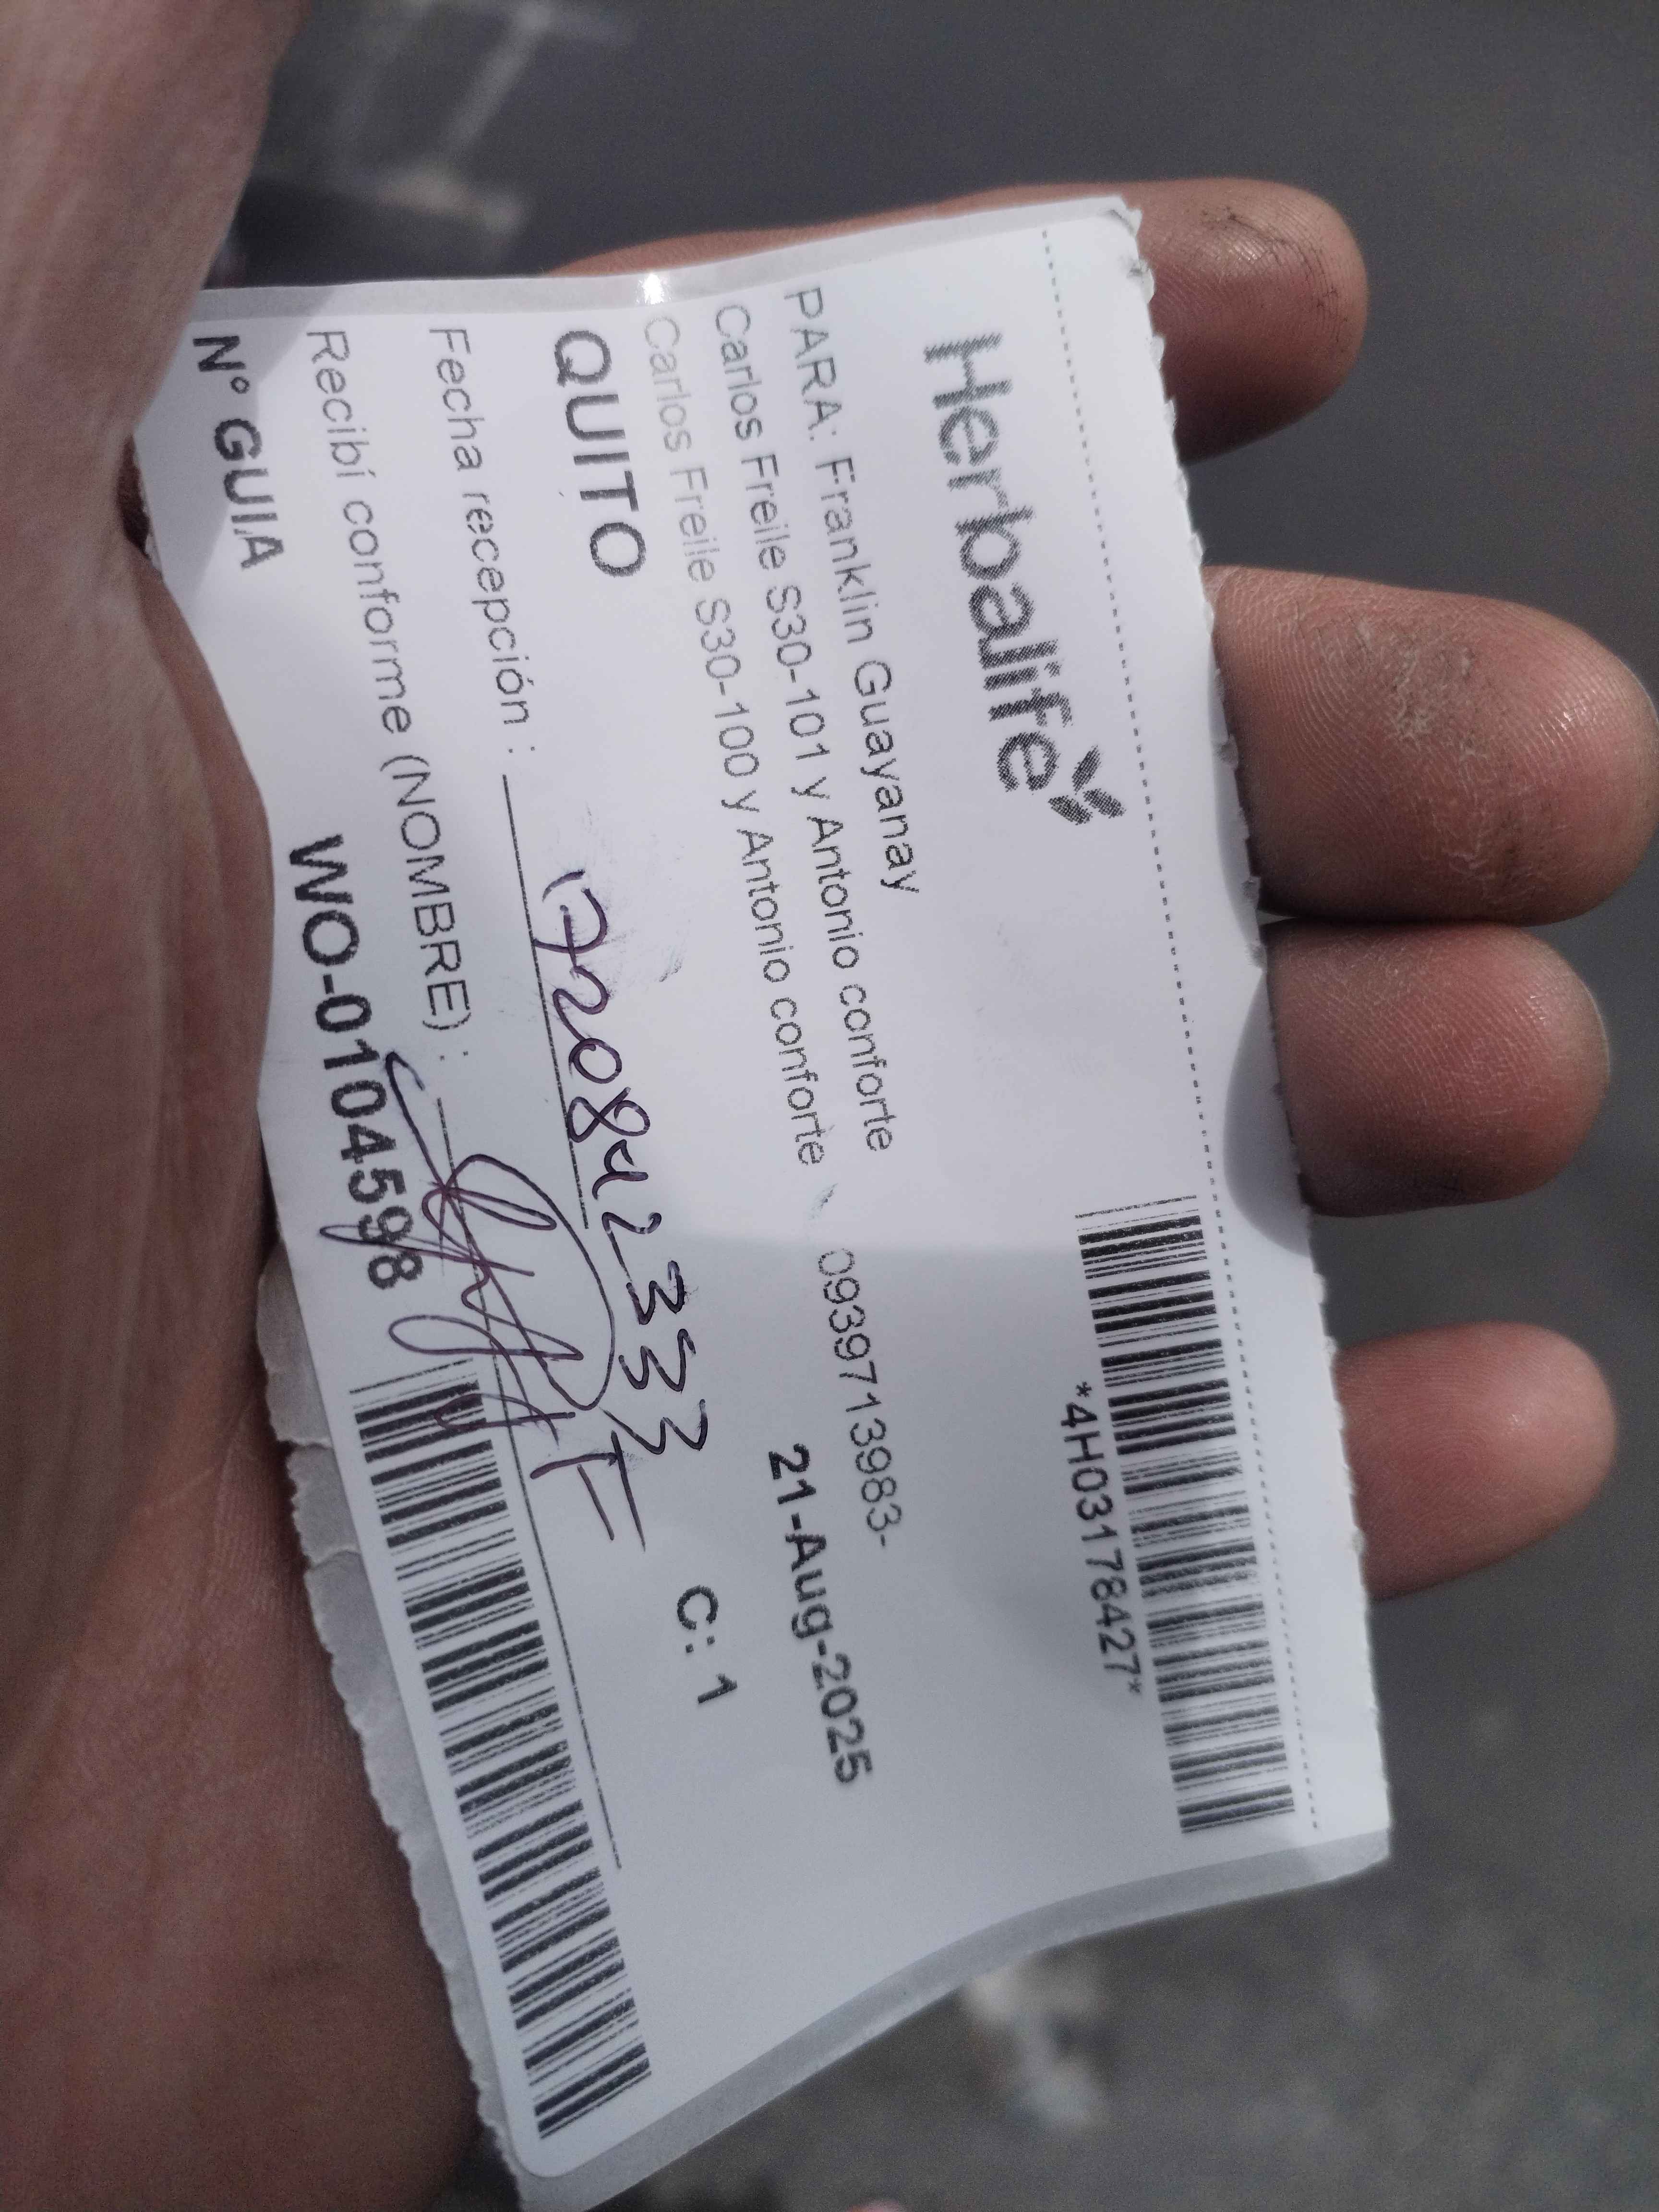 Herbalife
*4H03178427*
PARA: Franklin Guayanay
Carlos Freile S30-101 y Antonio conforte 0939713983-
Carlos Freile S30-100 y Antonio conforte
21-Aug-2025
QUITO C: 1
Fecha recepción : 1720842333
Recibí conforme (NOMBRE) :
N° GUIA WO-0104598